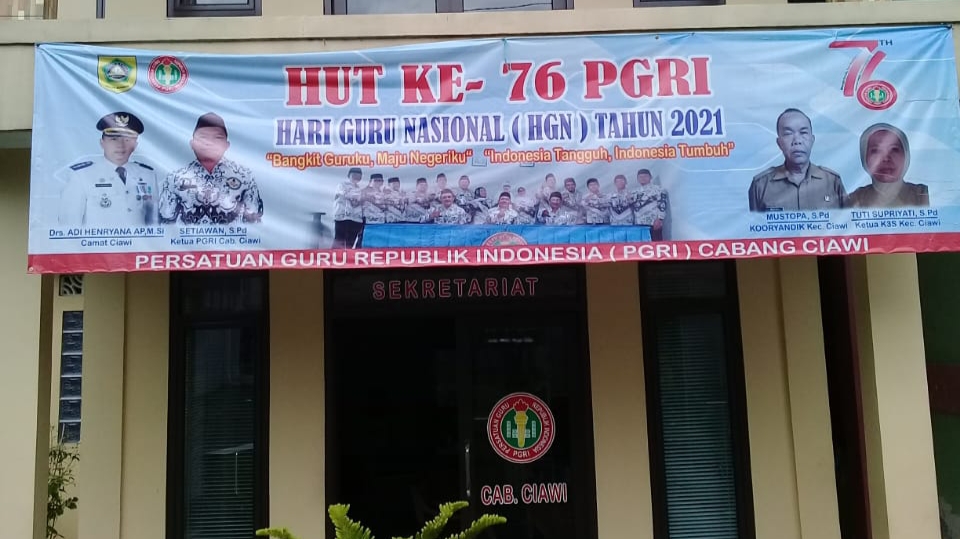 76TH
HUT KE- 76 PGRI
HARI GURU NASIONAL ( HGN ) TAHUN 2021
"Bangkit Guruku, Maju Negeriku" "Indonesia Tangguh, Indonesia Tumbuh"
Drs. ADI HENRYANA AP,M,Si
Camat Ciawi
SETIAWAN, S.Pd
Ketua PGRI Cab. Ciawi
MUSTOPA, S.Pd
KOORYANDIK Kec. Ciawi
TUTI SUPRIYATI, S.Pd
Ketua K3S Kec. Ciawi
PERSATUAN GURU REPUBLIK INDONESIA ( PGRI ) CABANG CIAWI
SEKRETARIAT
PERSATUAN GURU REPUBLIK INDONESIA
PGRI
CAB. CIAWI